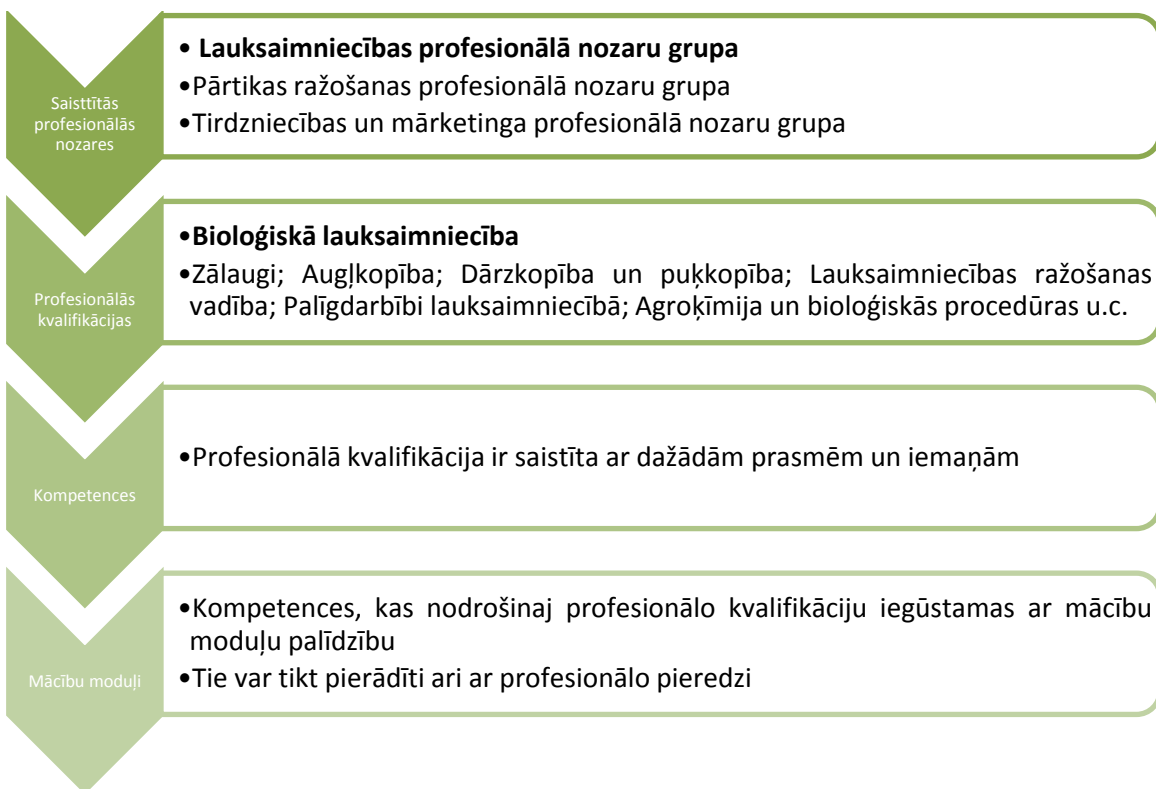 Saisttītās
profesionālās
nozares
• Lauksaimniecības profesionālā nozaru grupa
•Pārtikas ražošanas profesionālā nozaru grupa
•Tirdzniecības un mārketinga profesionālā nozaru grupa
Profesionālās
kvalifikācijas
•Bioloģiskā lauksaimniecība
•Zālaugi; Augļkopība; Dārzkopība un puķkopība; Lauksaimniecības ražošanas
vadība; Palīgdarbībi lauksaimniecībā; Agroķīmija un bioloģiskās procedūras u.c.
Kompetences
•Profesionālā kvalifikācija ir saistīta ar dažādām prasmēm un iemaņām
Mācību moduļi
•Kompetences, kas nodrošinaj profesionālo kvalifikāciju iegūstamas ar mācību
moduļu palīdzību
•Tie var tikt pierādīti ari ar profesionālo pieredzi